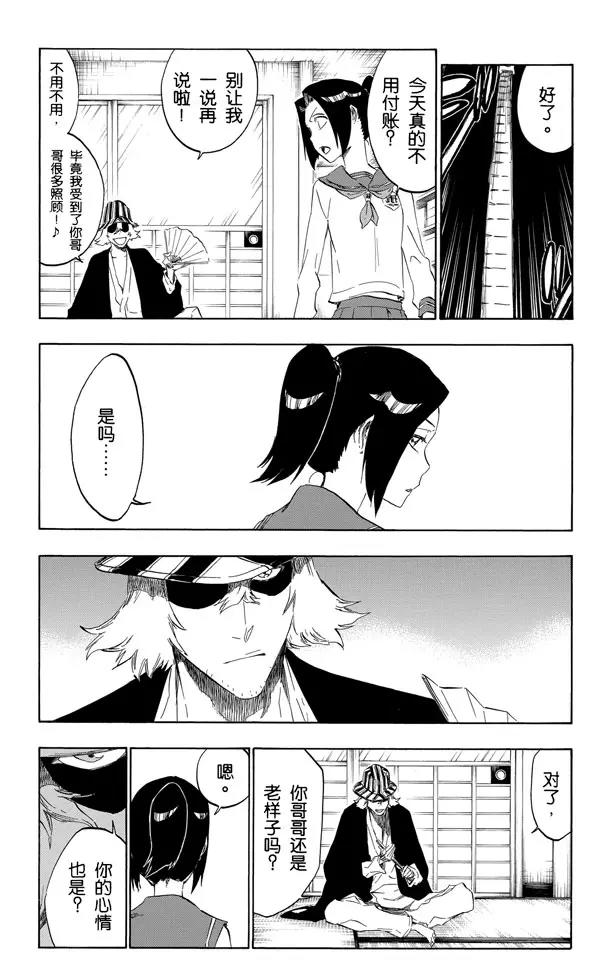 好了。
今天真的不
用付账?
别让我
一说再
说啦!
不用不用,
毕竟我受到了你哥
哥很多照顾!♪
是吗……
对了,
你哥哥还是
老样子吗?
嗯。
你的心情
也是?